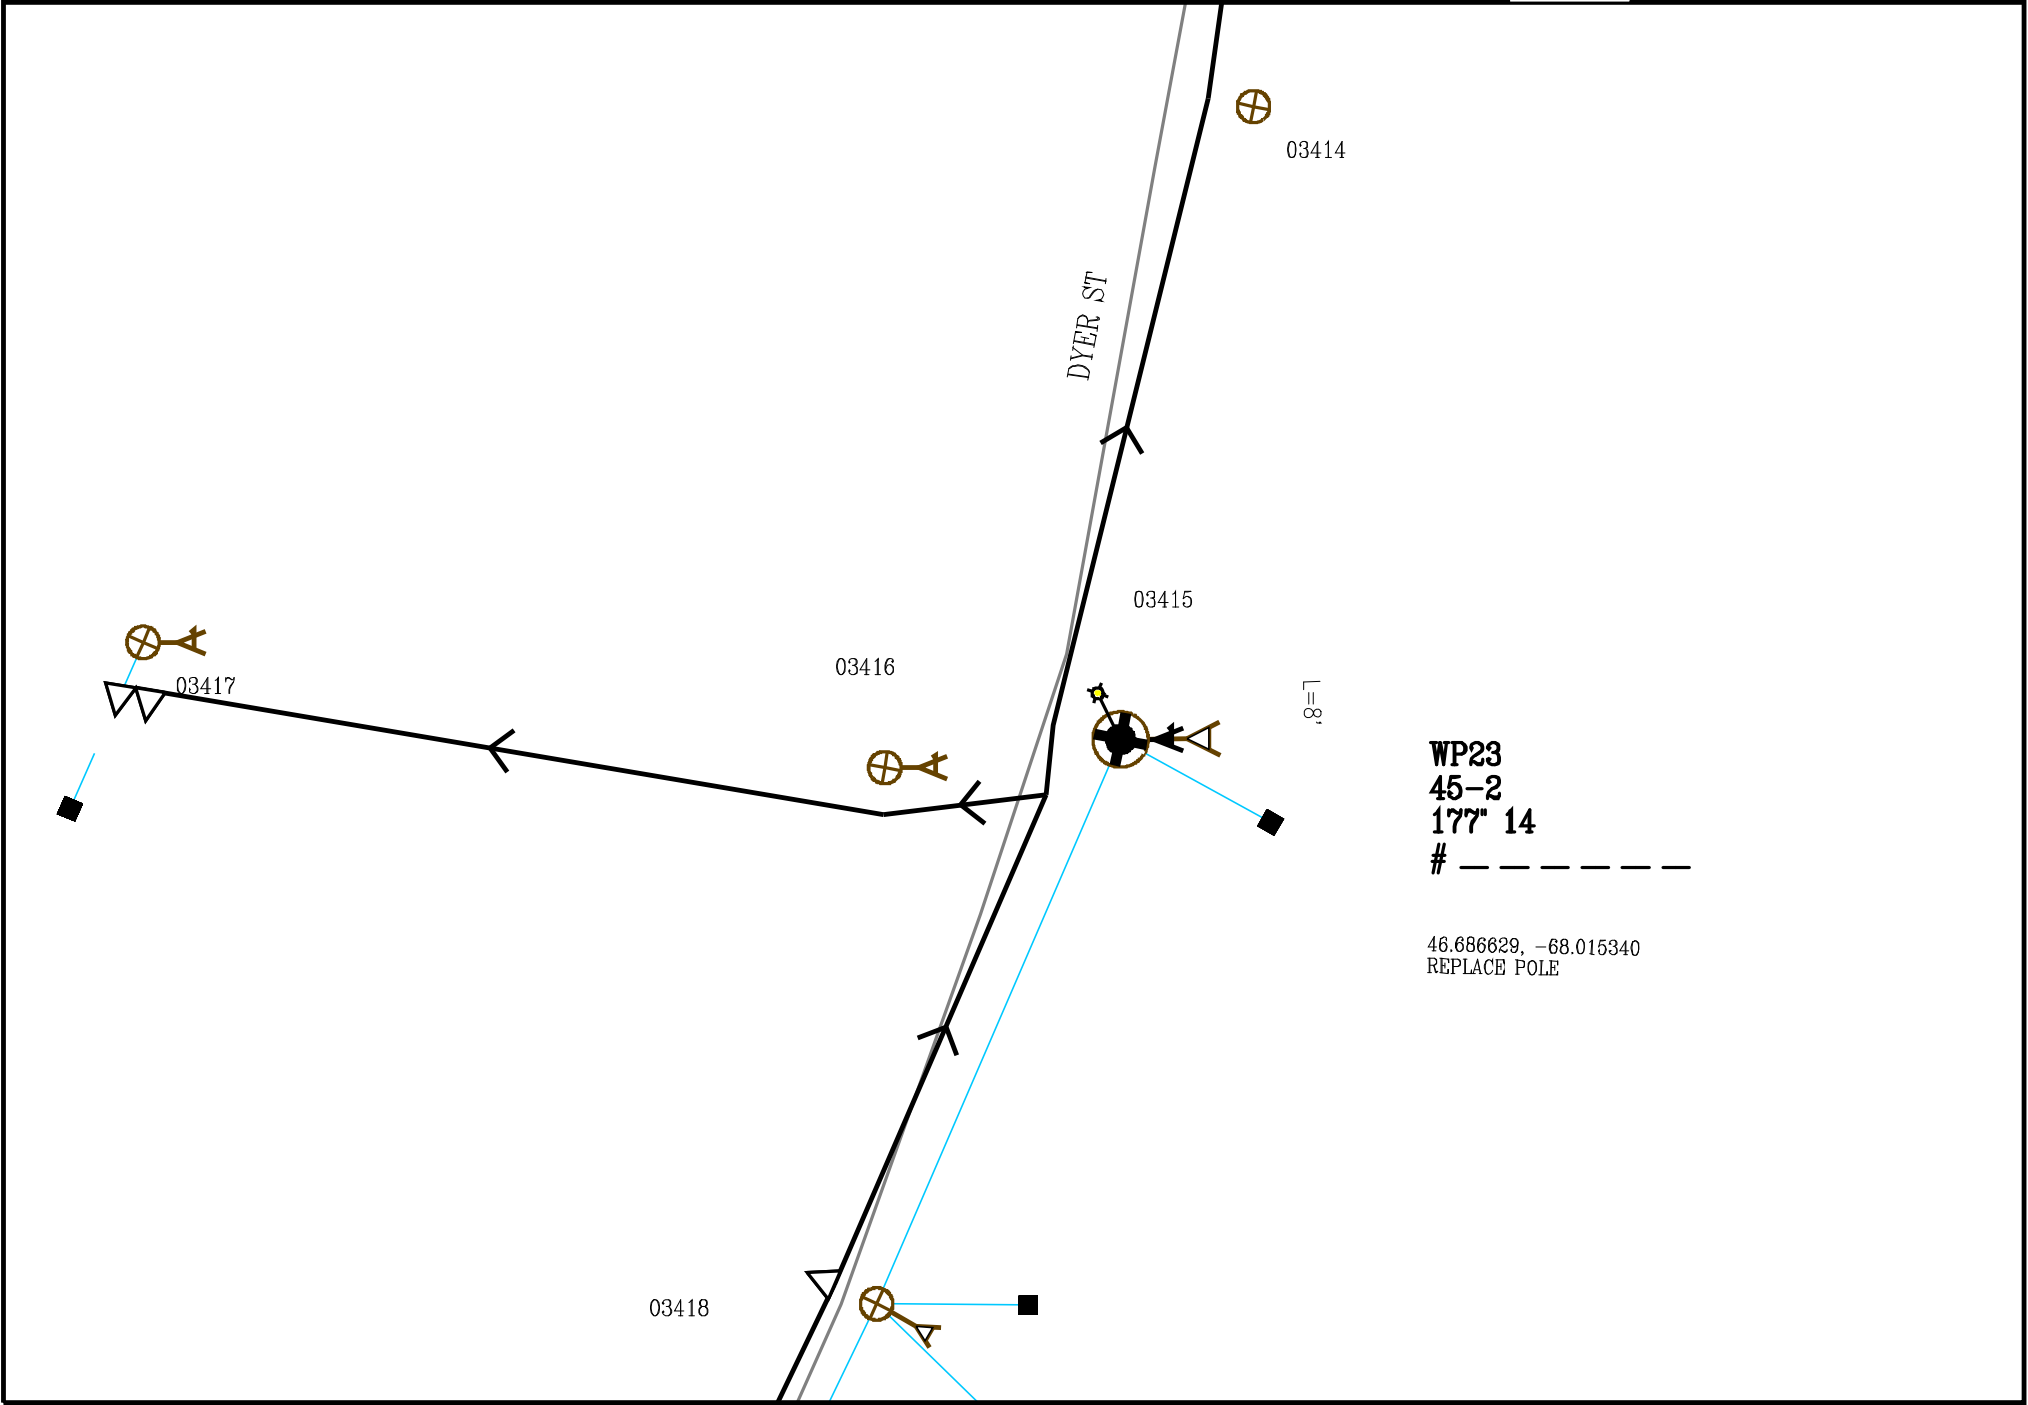 03414
DYER ST
03415
03416
03417
L=8'
WP23
45-2
177" 14
# _ _ _ _ _ _
46.686629, -68.015340
REPLACE POLE
03418